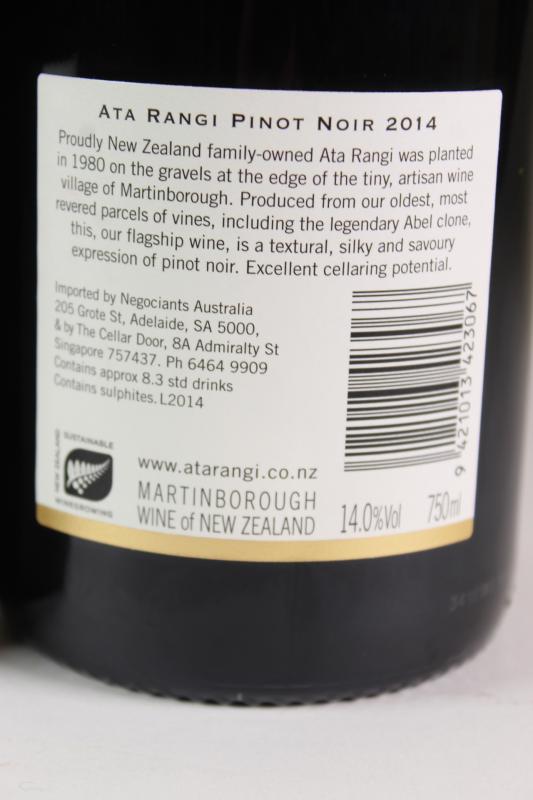 ATA RANGI PINOT NOIR 2014
Proudly New Zealand family-owned Ata Rangi was planted
in 1980 on the gravels at the edge of the tiny, artisan wine
village of Martinborough. Produced from our oldest, most
revered parcels of vines, including the legendary Abel clone,
this, our flagship wine, is a textural, silky and savoury
expression of pinot noir. Excellent cellaring potential.
Imported by Negociants Australia
205 Grote St, Adelaide, SA 5000,
& by The Cellar Door, 8A Admiralty St
Singapore 757437. Ph 6464 9909
Contains approx 8.3 std drinks
Contains sulphites. L2014
9 421013 423067
NEW ZEALAND
SUSTAINABLE
WINEGROWING
www.atarangi.co.nz
MARTINBOROUGH
WINE of NEW ZEALAND
14.0%Vol
750ml